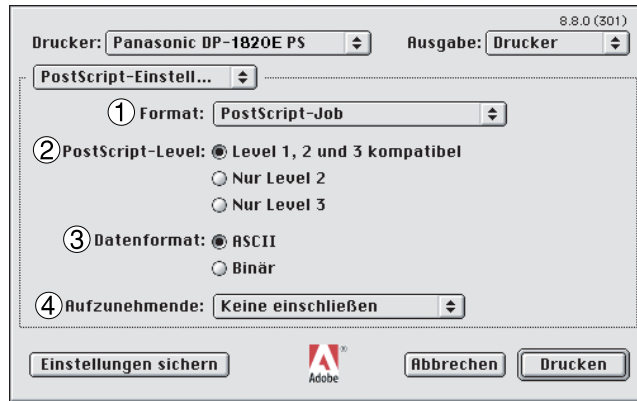 8.8.0 (301)
Drucker: Panasonic DP-1820E PS Ausgabe: Drucker
PostScript-Einstell...
1 Format: PostScript-Job
2 PostScript-Level: Level 1, 2 und 3 kompatibel
Nur Level 2
Nur Level 3
3 Datenformat: ASCII
Binär
4 Aufzunehmende: Keine einschließen
Einstellungen sichern Adobe® Abbrechen Drucken